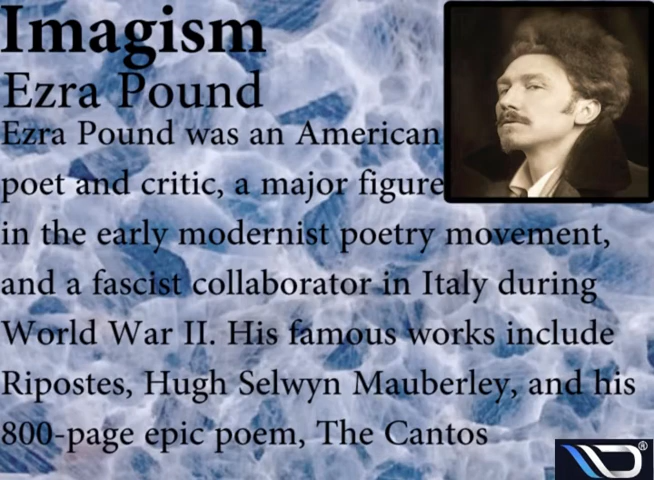 Imagism
Ezra Pound
Ezra Pound was an American
poet and critic, a major figure
in the early modernist poetry movement,
and a fascist collaborator in Italy during
World War II. His famous works include
Ripostes, Hugh Selwyn Mauberley, and his
800-page epic poem, The Cantos